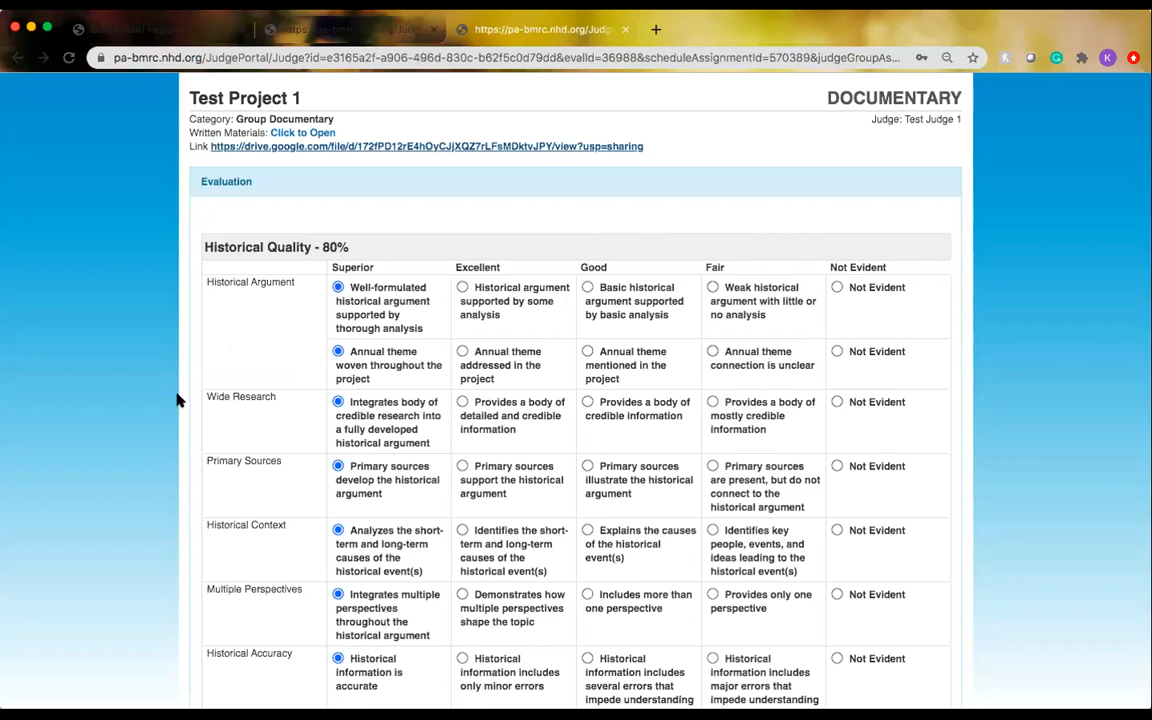 https://pa-bmrc.nhd.org/Judg
pa-bmrc.nhd.org/JudgePortal/Judge?id=e3165a2f-a906-496d-830c-b62f5c0d79dd&evalId=36988&scheduleAssignmentId=570389&judgeGroupAs...
K
Test Project 1
DOCUMENTARY
Category: Group Documentary
Judge: Test Judge 1
Written Materials: Click to Open
Link https://drive.google.com/file/d/172fPD12rE4hOyCJjXQZ7rLFsMDktvJPY/view?usp=sharing
Evaluation
Historical Quality - 80%
Superior Excellent Good Fair Not Evident
Historical Argument
Well-formulated
historical argument
supported by
thorough analysis
Historical argument
supported by some
analysis
Basic historical
argument supported
by basic analysis
Weak historical
argument with little or
no analysis
Not Evident
Annual theme
woven throughout the
project
Annual theme
addressed in the
project
Annual theme
mentioned in the
project
Annual theme
connection is unclear
Not Evident
Wide Research
Integrates body of
credible research into
a fully developed
historical argument
Provides a body of
detailed and credible
information
Provides a body of
credible information
Provides a body of
mostly credible
information
Not Evident
Primary Sources
Primary sources
develop the historical
argument
Primary sources
support the historical
argument
Primary sources
illustrate the historical
argument
Primary sources
are present, but do not
connect to the
historical argument
Not Evident
Historical Context
Analyzes the short-
term and long-term
causes of the
historical event(s)
Identifies the short-
term and long-term
causes of the
historical event(s)
Explains the causes
of the historical
event(s)
Identifies key
people, events, and
ideas leading to the
historical event(s)
Not Evident
Multiple Perspectives
Integrates multiple
perspectives
throughout the
historical argument
Demonstrates how
multiple perspectives
shape the topic
Includes more than
one perspective
Provides only one
perspective
Not Evident
Historical Accuracy
Historical
information is
accurate
Historical
information includes
only minor errors
Historical
information includes
several errors that
impede understanding
Historical
information includes
major errors that
impede understanding
Not Evident